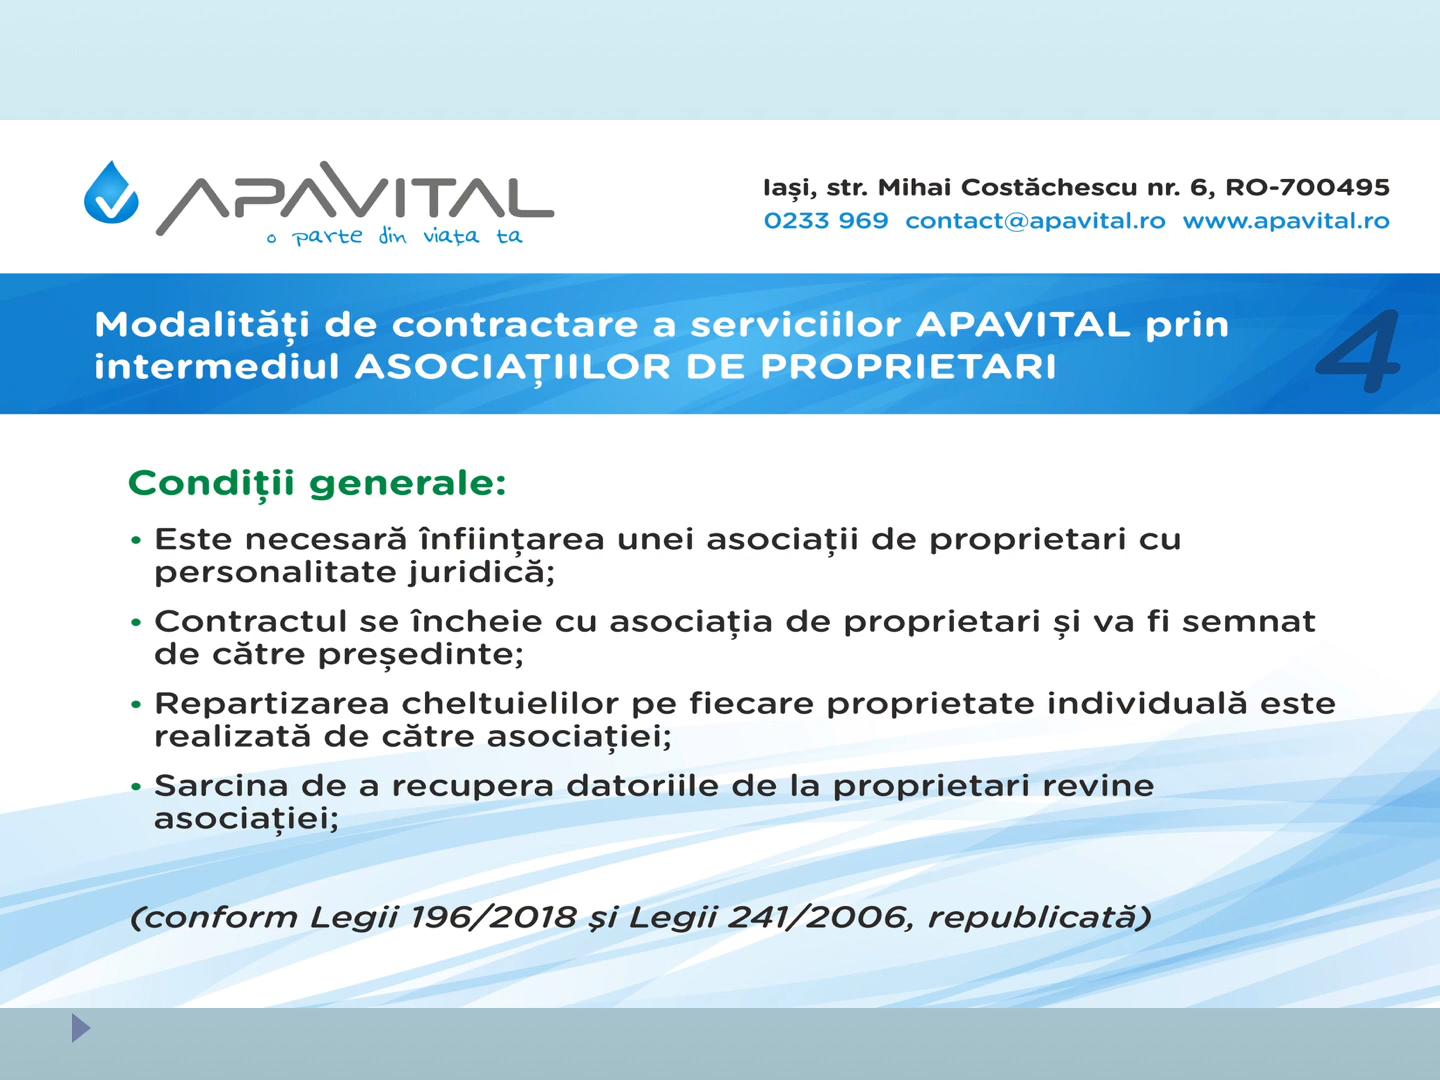 APAVITAL
o parte din viața ta
Iași, str. Mihai Costăchescu nr. 6, RO-700495
0233 969 contact@apavital.ro www.apavital.ro
Modalități de contractare a serviciilor APAVITAL prin
intermediul ASOCIAȚIILOR DE PROPRIETARI
4
Condiții generale:
• Este necesară înființarea unei asociații de proprietari cu
personalitate juridică;
• Contractul se încheie cu asociația de proprietari și va fi semnat
de către președinte;
• Repartizarea cheltuielilor pe fiecare proprietate individuală este
realizată de către asociației;
• Sarcina de a recupera datoriile de la proprietari revine
asociației;
(conform Legii 196/2018 şi Legii 241/2006, republicată)